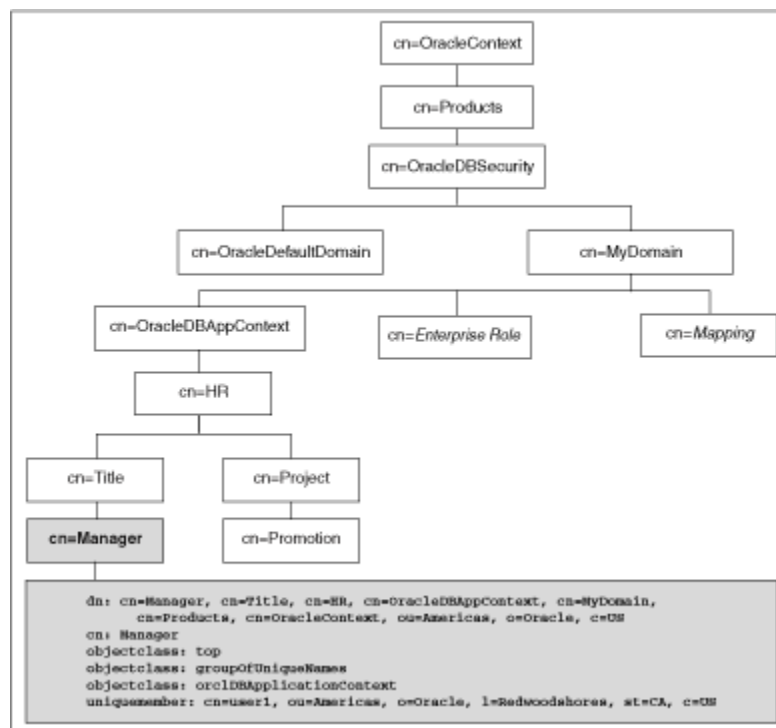 cn=OracleContext
cn=Products
cn=OracleDBSecurity
cn=OracleDefaultDomain
cn=MyDomain
cn=OracleDBAppContext
cn=Enterprise Role
cn=Mapping
cn=HR
cn=Title
cn=Project
cn=Manager
cn=Promotion
dn: cn=Manager, cn=Title, cn=HR, cn=OracleDBAppContext, cn=MyDomain,
cn=Products, cn=OracleContext, ou=Americas, o=Oracle, c=US
cn: Manager
objectclass: top
objectclass: groupOfUniqueNames
objectclass: orclDBApplicationContext
uniquemember: cn=user1, ou=Americas, o=Oracle, l=Redwoodshores, st=CA, c=US